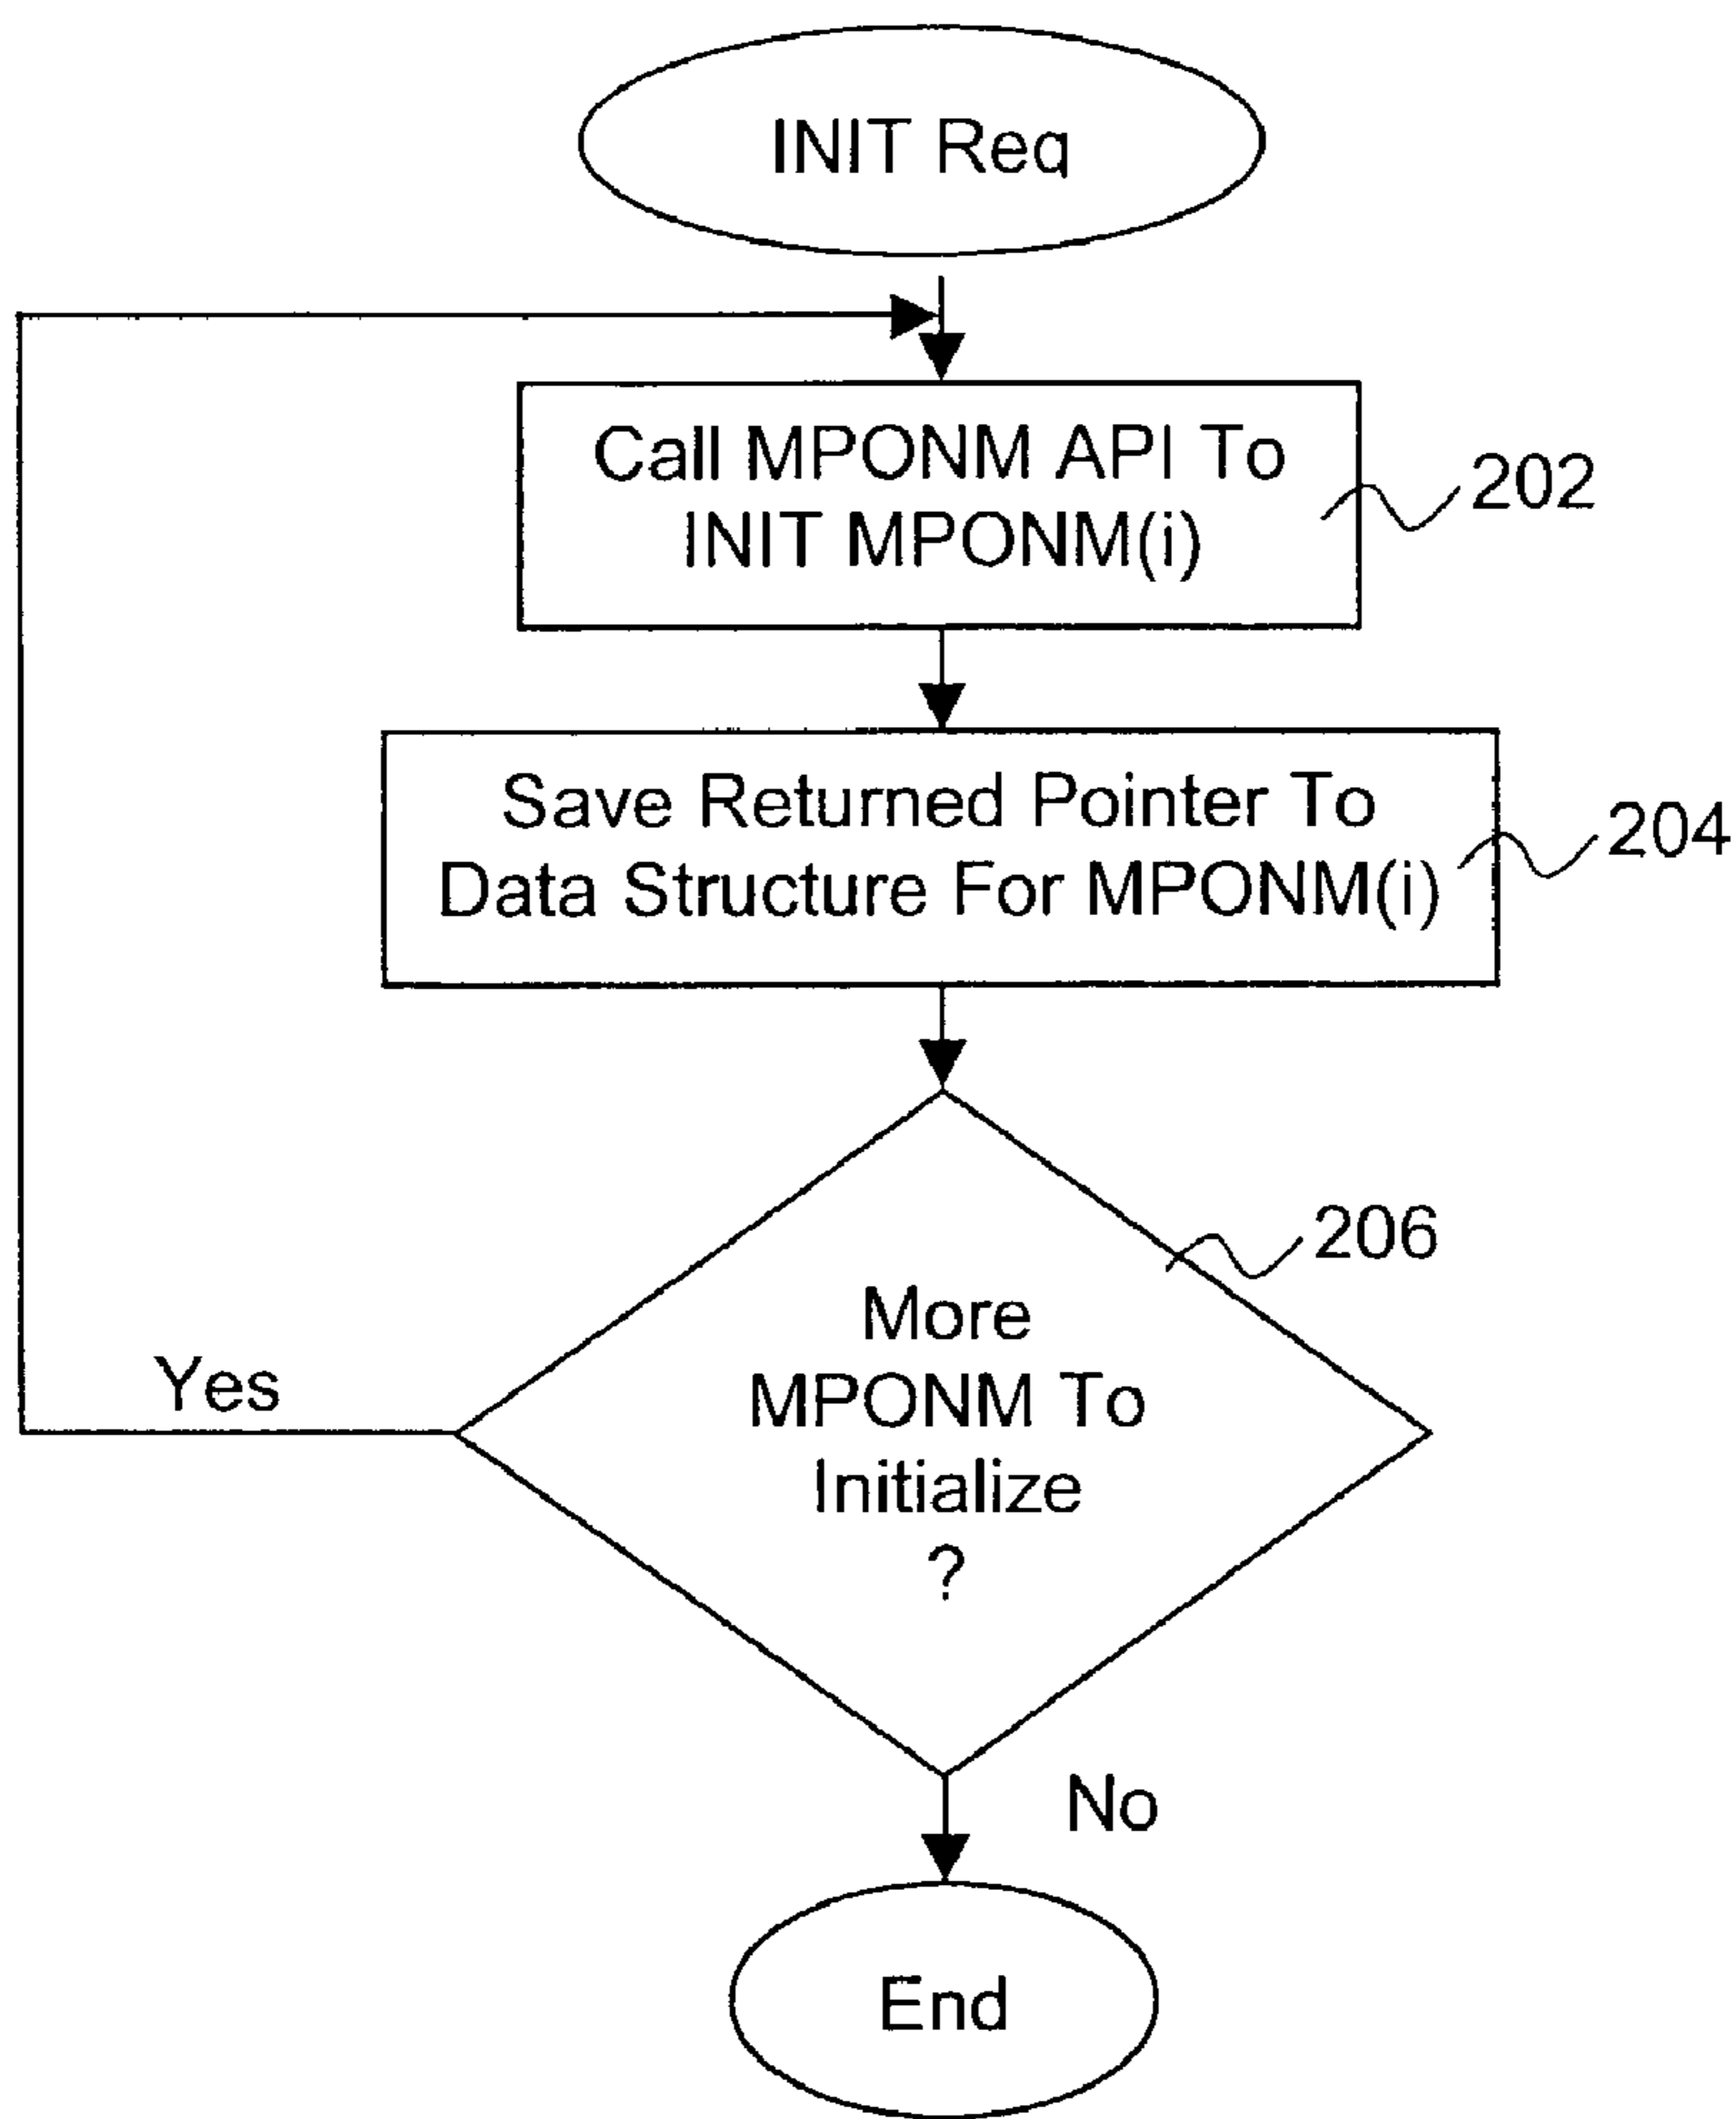 INIT Req
Call MPONM API To
INIT MPONM(i)
202
Save Returned Pointer To
Data Structure For MPONM(i)
204
206
More
MPONM To
Initialize
?
Yes
No
End